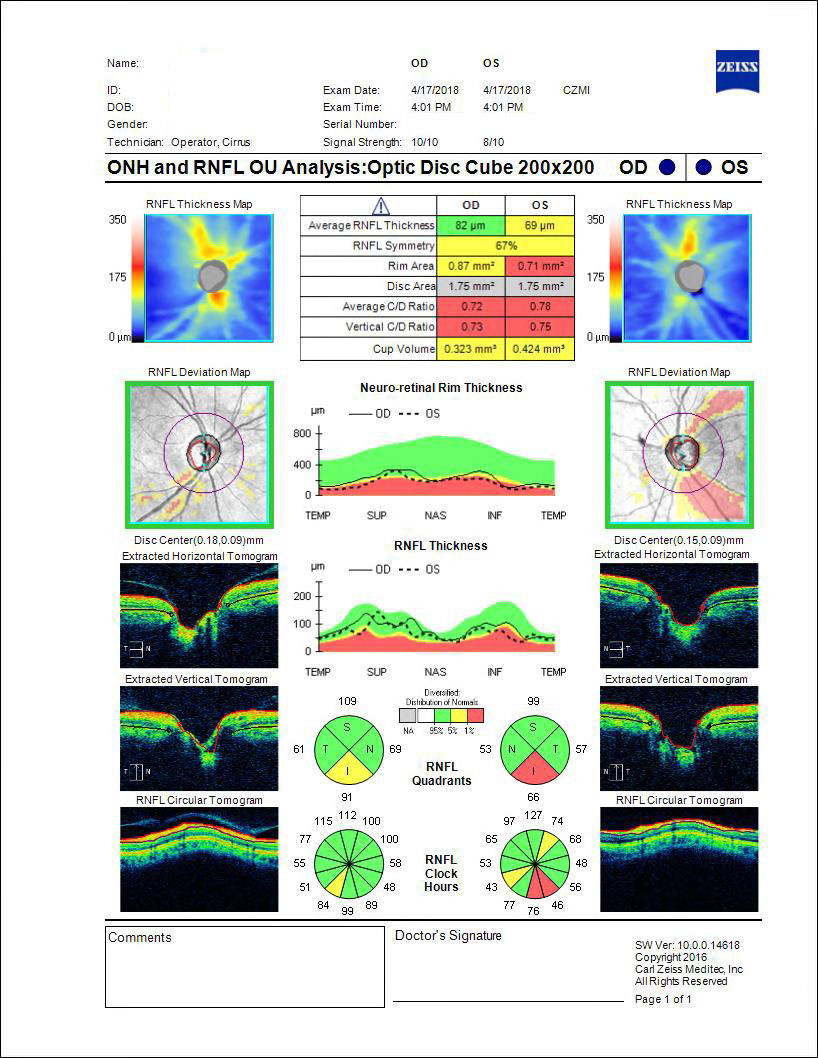 Name:
OD OS
ZEISS
ID: Exam Date: 4/17/2018 4/17/2018 CZMI
DOB: Exam Time: 4:01 PM 4:01 PM
Gender: Serial Number:
Technician: Operator, Cirrus Signal Strength: 10/10 8/10
ONH and RNFL OU Analysis:Optic Disc Cube 200x200 OD OS
RNFL Thickness Map
350
175
0 µm
OD OS
Average RNFL Thickness 82 µm 69 µm
RNFL Symmetry 67%
Rim Area 0.87 mm² 0.71 mm²
Disc Area 1.75 mm² 1.75 mm²
Average C/D Ratio 0.72 0.78
Vertical C/D Ratio 0.73 0.75
Cup Volume 0.323 mm³ 0.424 mm³
RNFL Thickness Map
350
175
0 µm
RNFL Deviation Map
Disc Center(0.18,0.09)mm
Neuro-retinal Rim Thickness
µm OD OS
800
400
0
TEMP SUP NAS INF TEMP
RNFL Deviation Map
Disc Center(0.15,0.09)mm
Extracted Horizontal Tomogram
T N
RNFL Thickness
µm OD OS
200
100
0
TEMP SUP NAS INF TEMP
Extracted Horizontal Tomogram
T N
Extracted Vertical Tomogram
T N
Diversified:
Distribution of Normals
NA 95% 5% 1%
109
S
61 T N 69
I
91
RNFL
Quadrants
99
S
53 N T 57
I
66
Extracted Vertical Tomogram
T N
RNFL Circular Tomogram
112
115 100
77 100
55 58
51 48
84 89
99
RNFL
Clock
Hours
127
97 74
65 68
53 48
43 56
77 46
76
RNFL Circular Tomogram
Comments
Doctor's Signature
SW Ver: 10.0.0.14618
Copyright 2016
Carl Zeiss Meditec, Inc
All Rights Reserved
Page 1 of 1